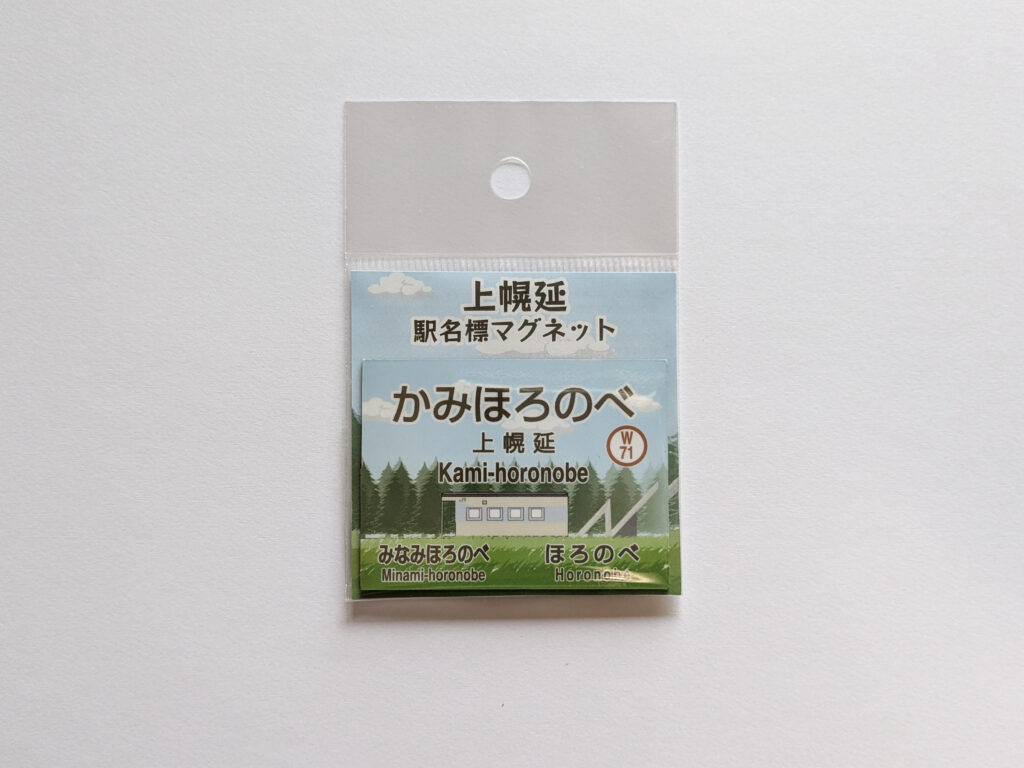 上幌延
駅名標マグネット
かみほろのべ
上幌延
W
71
Kami-horonobe
みなみほろのべ
ほろのべ
Minami-horonobe
Horonobe